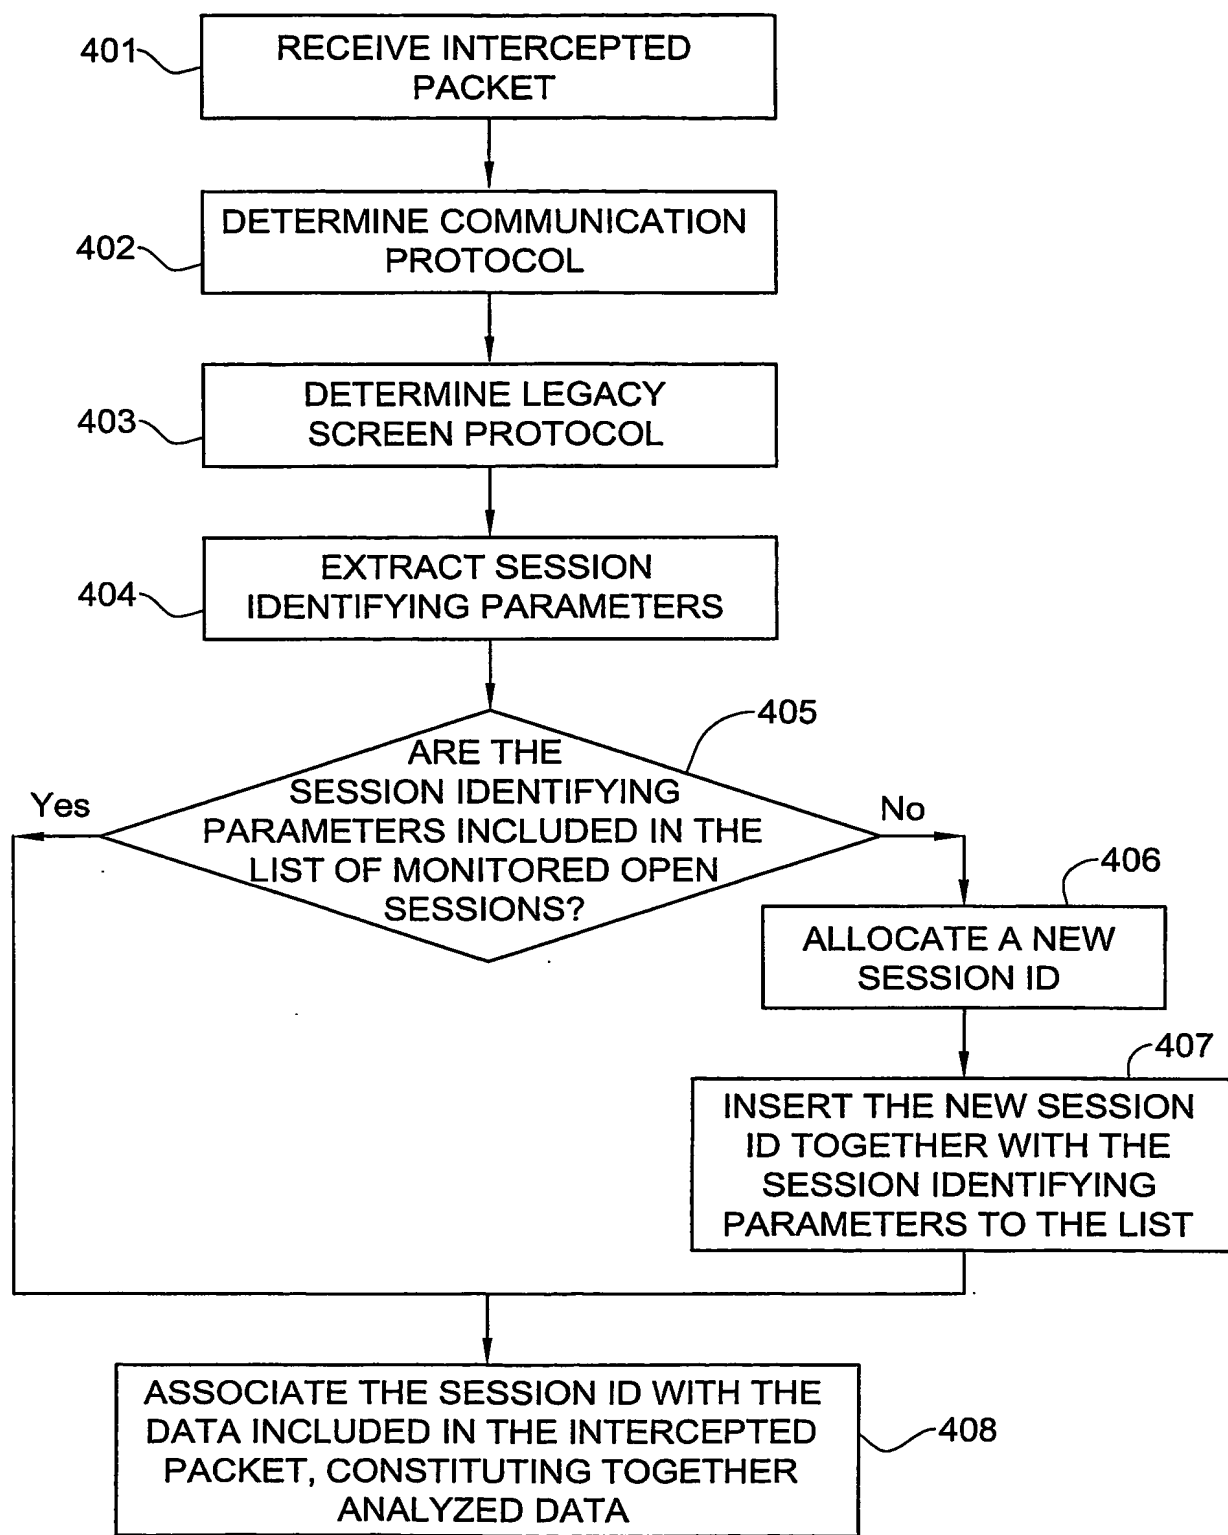 401
RECEIVE INTERCEPTED
PACKET
402
DETERMINE COMMUNICATION
PROTOCOL
403
DETERMINE LEGACY
SCREEN PROTOCOL
404
EXTRACT SESSION
IDENTIFYING PARAMETERS
405
ARE THE
SESSION IDENTIFYING
PARAMETERS INCLUDED IN THE
LIST OF MONITORED OPEN
SESSIONS?
Yes
No
406
ALLOCATE A NEW
SESSION ID
407
INSERT THE NEW SESSION
ID TOGETHER WITH THE
SESSION IDENTIFYING
PARAMETERS TO THE LIST
ASSOCIATE THE SESSION ID WITH THE
DATA INCLUDED IN THE INTERCEPTED
PACKET, CONSTITUTING TOGETHER
ANALYZED DATA
408